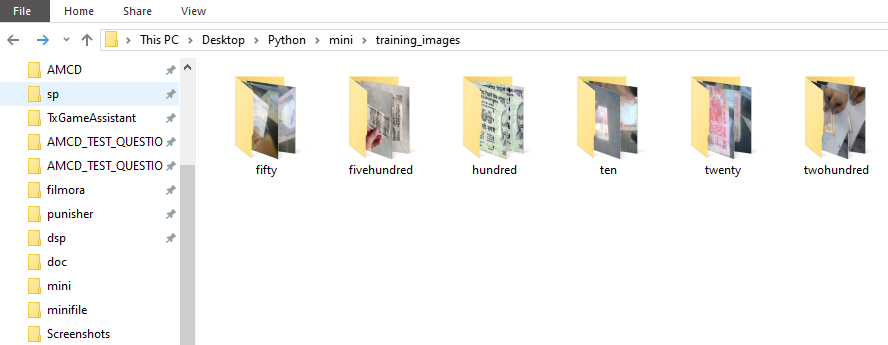 File Home Share View
This PC Desktop Python mini training_images
AMCD
sp
TxGameAssistant
AMCD_TEST_QUESTIO
AMCD_TEST_QUESTIO
filmora
punisher
dsp
doc
mini
minifile
Screenshots
fifty fivehundred hundred ten twenty twohundred